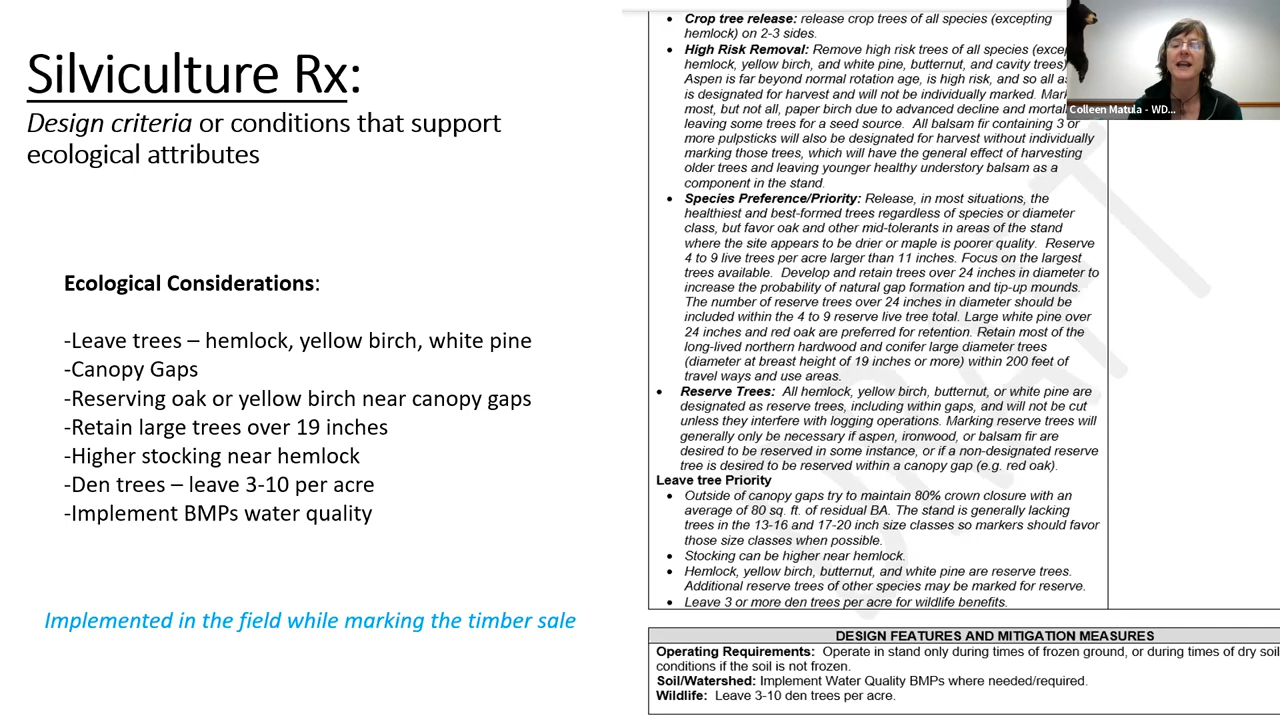 Silviculture Rx:
Design criteria or conditions that support
ecological attributes
Ecological Considerations:
-Leave trees – hemlock, yellow birch, white pine
-Canopy Gaps
-Reserving oak or yellow birch near canopy gaps
-Retain large trees over 19 inches
-Higher stocking near hemlock
-Den trees – leave 3-10 per acre
-Implement BMPs water quality
Implemented in the field while marking the timber sale
• Crop tree release: release crop trees of all species (excepting
hemlock) on 2-3 sides.
• High Risk Removal: Remove high risk trees of all species
hemlock, yellow birch, and white pine, butternut, and cavity trees)
Aspen is far beyond normal rotation age, is high risk, and so all
is designated for harvest and will not be individually marked.
most, but not all, paper birch due to advanced decline and
leaving some trees for a seed source. All balsam fir containing 3 or
more pulpsticks will also be designated for harvest without individually
marking those trees, which will have the general effect of harvesting
older trees and leaving younger healthy understory balsam as a
component in the stand.
• Species Preference/Priority: Release, in most situations, the
healthiest and best-formed trees regardless of species or diameter
class, but favor oak and other mid-tolerants in areas of the stand
where the site appears to be drier or maple is poorer quality. Reserve
4 to 9 live trees per acre larger than 11 inches. Focus on the largest
trees available. Develop and retain trees over 24 inches in diameter to
increase the probability of natural gap formation and tip-up mounds.
The number of reserve trees over 24 inches in diameter should be
included within the 4 to 9 reserve live tree total. Large white pine over
24 inches and red oak are preferred for retention. Retain most of the
long-lived northern hardwood and conifer large diameter trees
(diameter at breast height of 19 inches or more) within 200 feet of
travel ways and use areas.
• Reserve Trees: All hemlock, yellow birch, butternut, or white pine are
designated as reserve trees, including within gaps, and will not be cut
unless they interfere with logging operations. Marking reserve trees will
generally only be necessary if aspen, ironwood, or balsam fir are
desired to be reserved in some instance, or if a non-designated reserve
tree is desired to be reserved within a canopy gap (e.g. red oak).
Leave tree Priority
• Outside of canopy gaps try to maintain 80% crown closure with an
average of 80 sq. ft. of residual BA. The stand is generally lacking
trees in the 13-16 and 17-20 inch size classes so markers should favor
those size classes when possible.
• Stocking can be higher near hemlock.
• Hemlock, yellow birch, butternut, and white pine are reserve trees.
Additional reserve trees of other species may be marked for reserve.
• Leave 3 or more den trees per acre for wildlife benefits.
DESIGN FEATURES AND MITIGATION MEASURES
Operating Requirements: Operate in stand only during times of frozen ground, or during times of dry soil
conditions if the soil is not frozen.
Soil/Watershed: Implement Water Quality BMPs where needed/required.
Wildlife: Leave 3-10 den trees per acre.
DRAFT
Colleen Matula - WD...